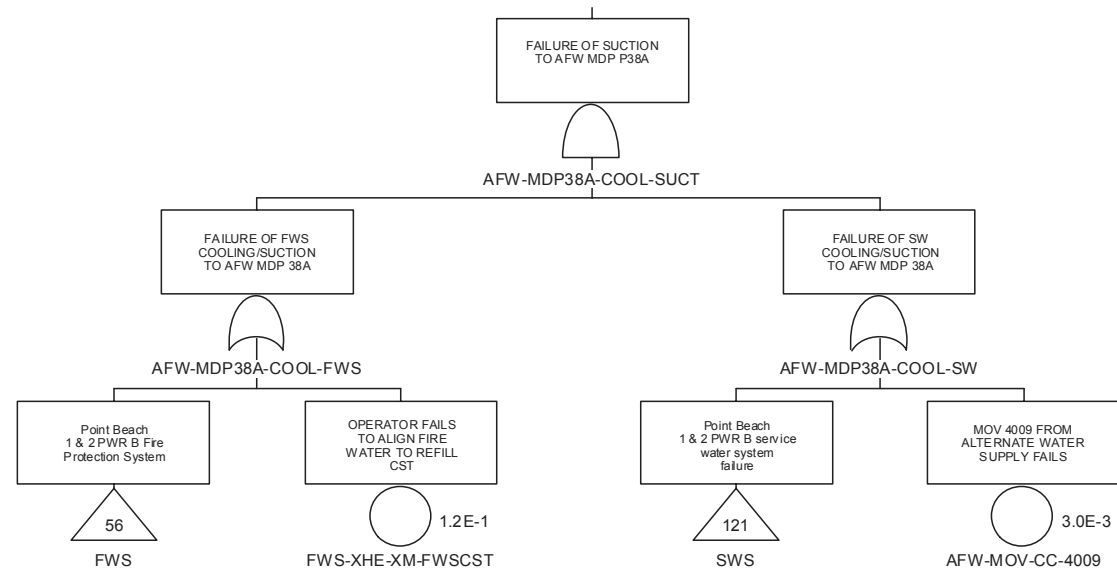 FAILURE OF SUCTION
TO AFW MDP P38A
AFW-MDP38A-COOL-SUCT
FAILURE OF FWS
COOLING/SUCTION
TO AFW MDP 38A
FAILURE OF SW
COOLING/SUCTION
TO AFW MDP 38A
AFW-MDP38A-COOL-FWS
AFW-MDP38A-COOL-SW
Point Beach
1 & 2 PWR B Fire
Protection System
OPERATOR FAILS
TO ALIGN FIRE
WATER TO REFILL
CST
Point Beach
1 & 2 PWR B service
water system
failure
MOV 4009 FROM
ALTERNATE WATER
SUPPLY FAILS
56
1.2E-1
121
3.0E-3
FWS
FWS-XHE-XM-FWSCST
SWS
AFW-MOV-CC-4009